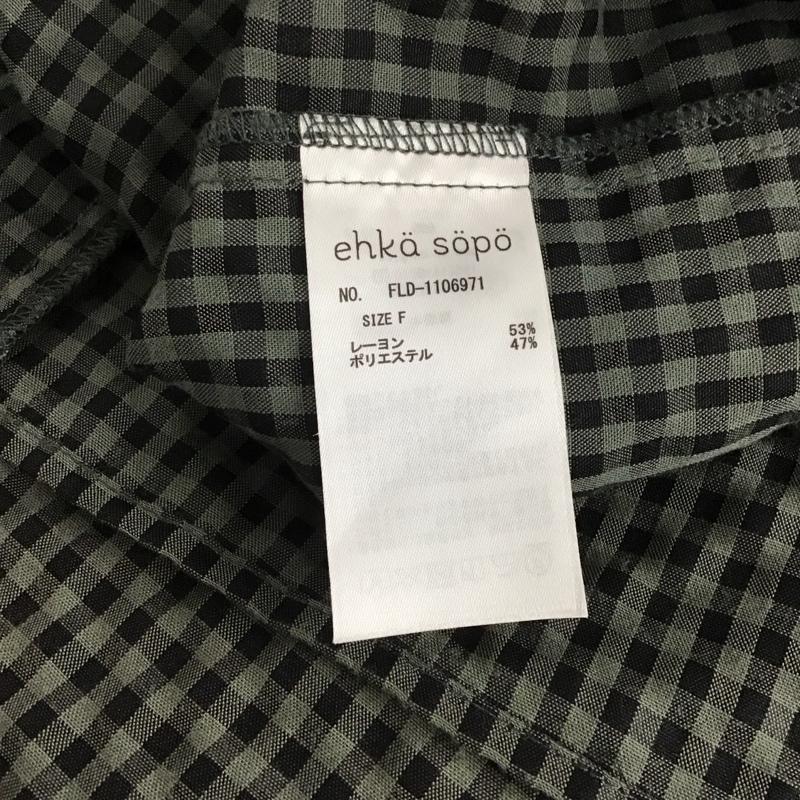 ehkä söpö
NO. FLD-1106971
SIZE F
レーヨン 53%
ポリエステル 47%